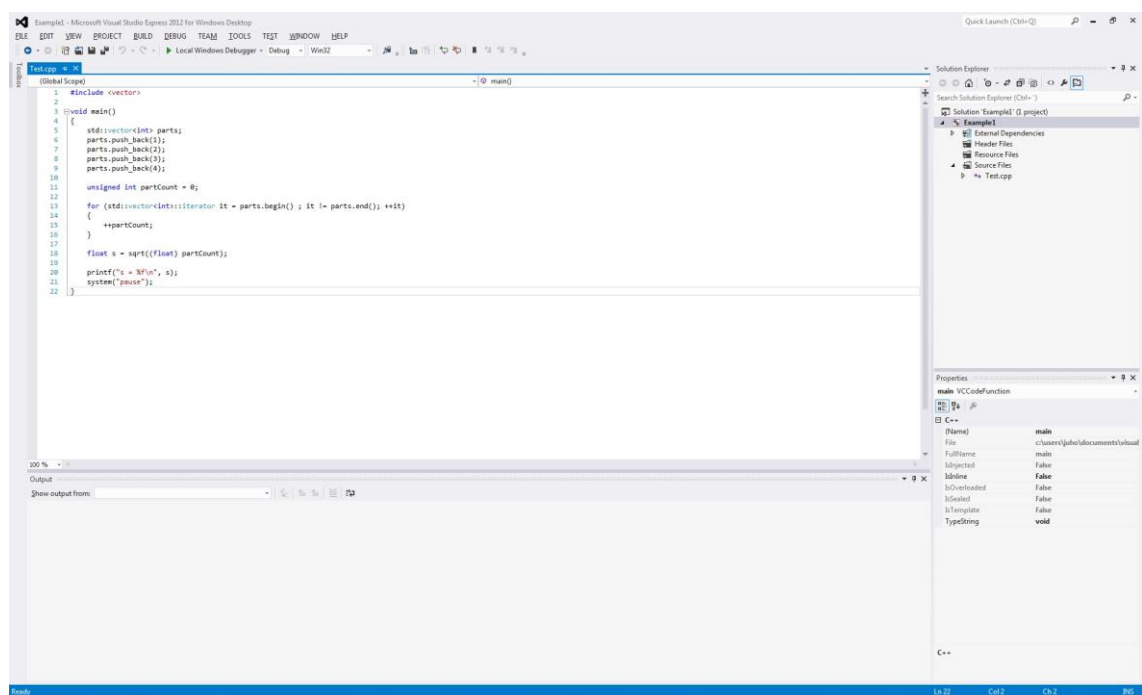 Example1 - Microsoft Visual Studio Express 2012 for Windows Desktop
Quick Launch (Ctrl+Q)
FILE EDIT VIEW PROJECT BUILD DEBUG TEAM TOOLS TEST WINDOW HELP
Local Windows Debugger Debug Win32
Toolbox
Test.cpp
(Global Scope) main()
1 #include <vector>
2
3 void main()
4 {
5 std::vector<int> parts;
6 parts.push_back(1);
7 parts.push_back(2);
8 parts.push_back(3);
9 parts.push_back(4);
10
11 unsigned int partCount = 0;
12
13 for (std::vector<int>::iterator it = parts.begin() ; it != parts.end(); ++it)
14 {
15 ++partCount;
16 }
17
18 float s = sqrt((float) partCount);
19
20 printf("s = %f\n", s);
21 system("pause");
22 }
100 %
Output
Show output from:
Solution Explorer
Search Solution Explorer (Ctrl+¨)
Solution 'Example1' (1 project)
Example1
External Dependencies
Header Files
Resource Files
Source Files
Test.cpp
Properties
main VCCodeFunction
C++
(Name) main
File c:\users\juho\documents\visual
FullName main
IsInjected False
IsInline False
IsOverloaded False
IsSealed False
IsTemplate False
TypeString void
C++
Ready Ln 22 Col 2 Ch 2 INS